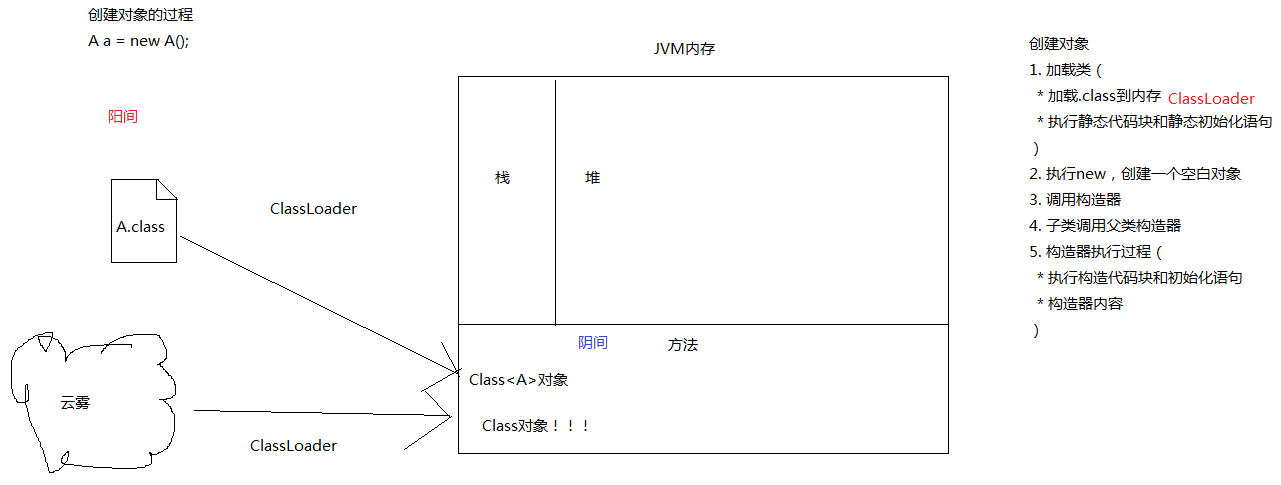 创建对象的过程
A a = new A();
JVM内存
阳间
A.class
ClassLoader
云雾
ClassLoader
栈
堆
阴间
方法
Class<A>对象
Class对象！！！
创建对象
1. 加载类（
* 加载.class到内存 ClassLoader
* 执行静态代码块和静态初始化语句
）
2. 执行new，创建一个空白对象
3. 调用构造器
4. 子类调用父类构造器
5. 构造器执行过程（
* 执行构造代码块和初始化语句
* 构造器内容
）